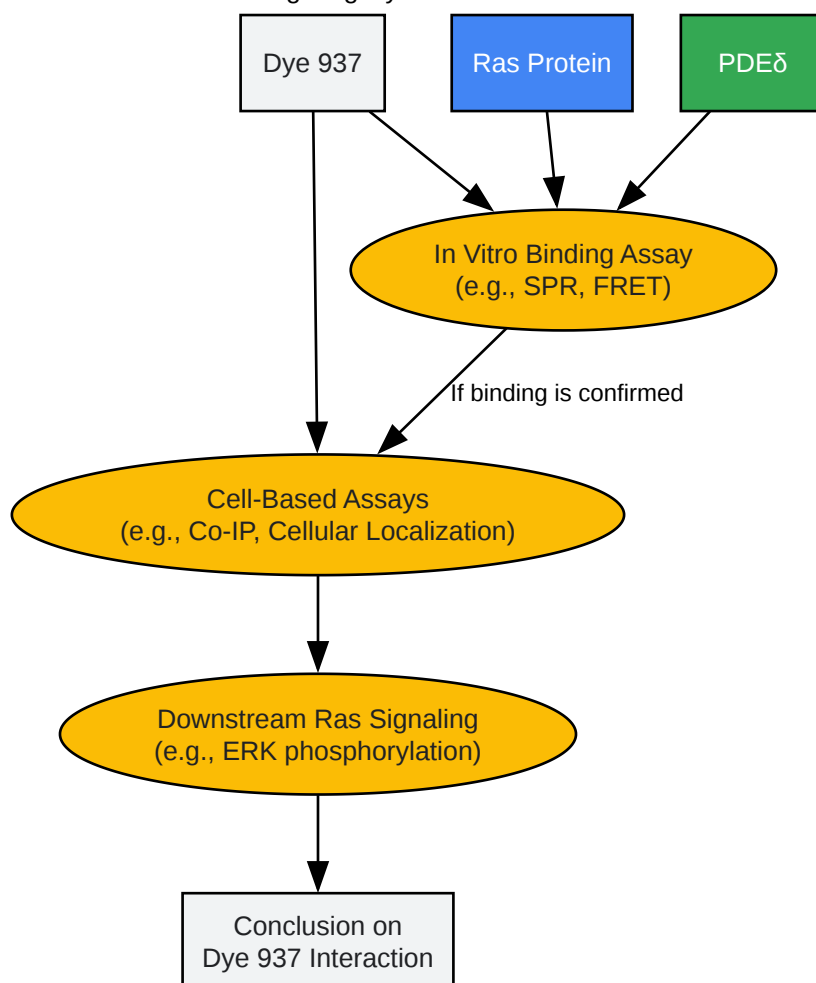 Dye 937
Ras Protein
PDEδ
In Vitro Binding Assay
(e.g., SPR, FRET)
If binding is confirmed
Cell-Based Assays
(e.g., Co-IP, Cellular Localization)
Downstream Ras Signaling
(e.g., ERK phosphorylation)
Conclusion on
Dye 937 Interaction